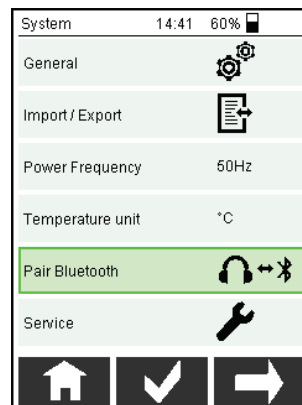 System 14:41 60%
General
Import / Export
Power Frequency 50Hz
Temperature unit °C
Pair Bluetooth
Service